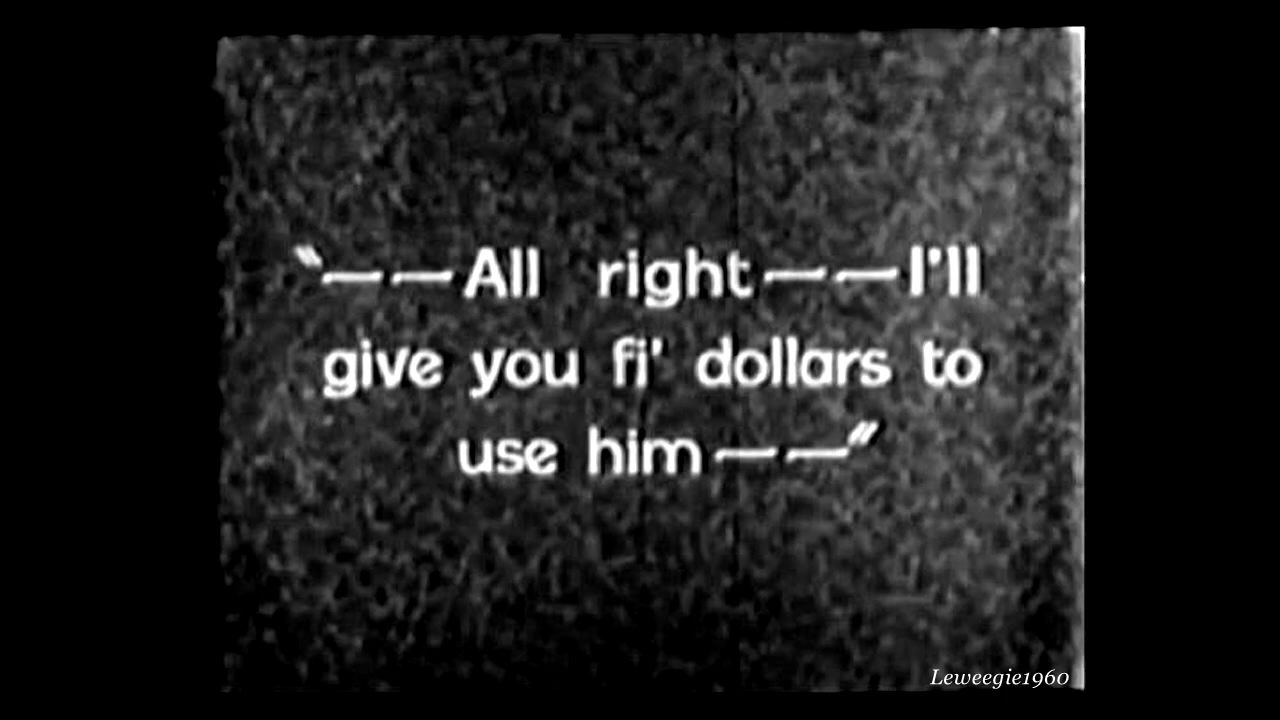 "——All right——I'll
give you fi' dollars to
use him——"
Leweegie1960